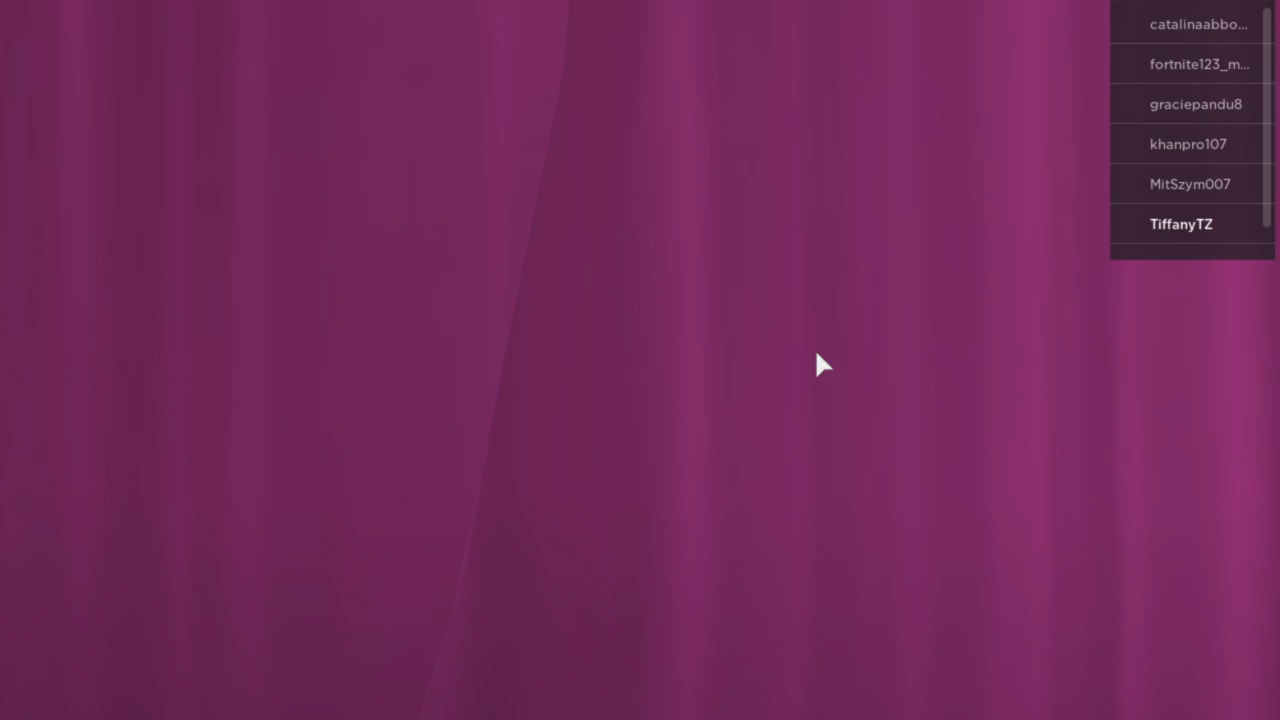 catalinaabbo...
fortnite123_m...
graciepandu8
khanpro107
MitSzym007
TiffanyTZ